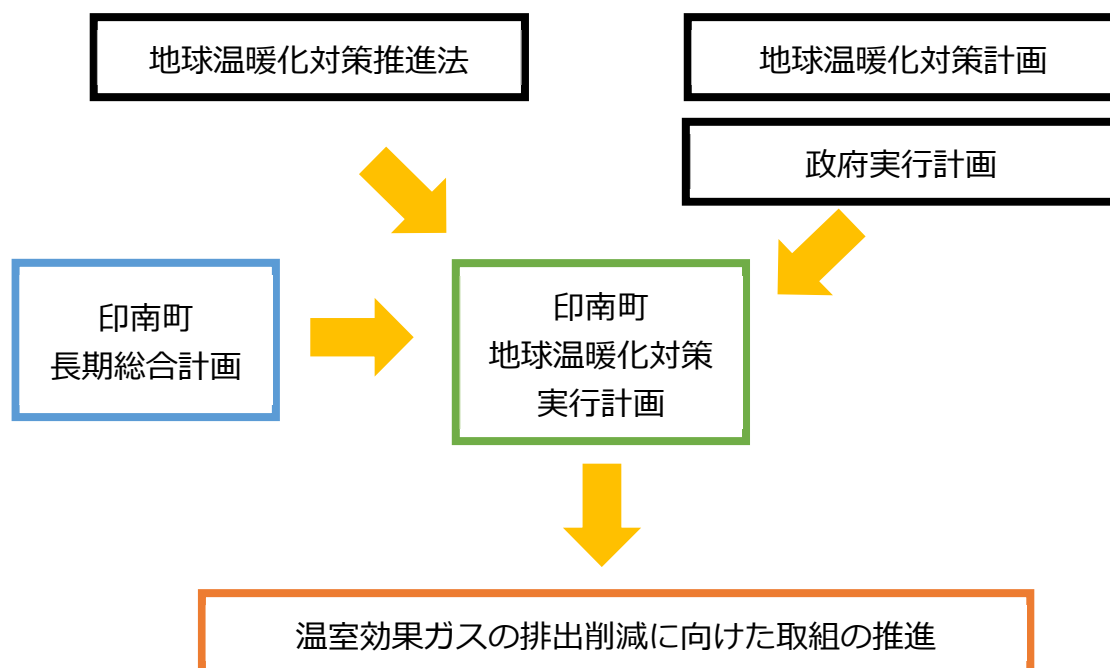 地球温暖化対策推進法
地球温暖化対策計画
政府実行計画
印南町
長期総合計画
印南町
地球温暖化対策
実行計画
温室効果ガスの排出削減に向けた取組の推進